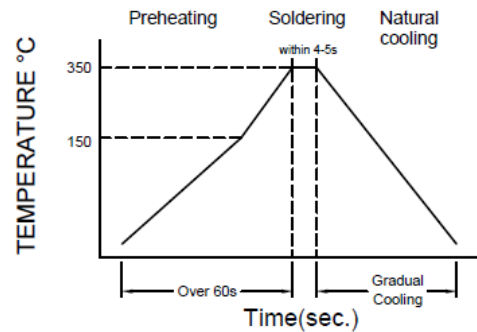 Preheating Soldering Natural
cooling
within 4-5s
350
150
TEMPERATURE °C
Over 60s
Gradual
Cooling
Time(sec.)